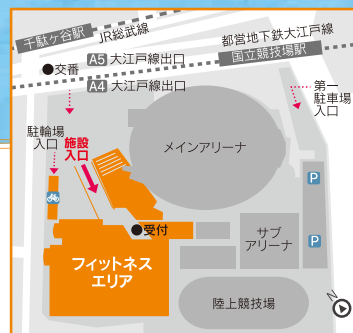 千駄ヶ谷駅
JR総武線
都営地下鉄大江戸線
国立競技場駅
交番
A5 大江戸線出口
A4 大江戸線出口
第一
駐車場
入口
駐輪場
入口
施設
入口
メインアリーナ
P
受付
サブ
アリーナ
P
フィットネス
エリア
陸上競技場
N